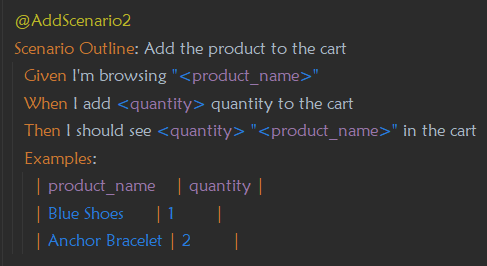 @AddScenario2
Scenario Outline: Add the product to the cart
Given I'm browsing "<product_name>"
When I add <quantity> quantity to the cart
Then I should see <quantity> "<product_name>" in the cart
Examples:
| product_name | quantity |
| Blue Shoes | 1 |
| Anchor Bracelet | 2 |